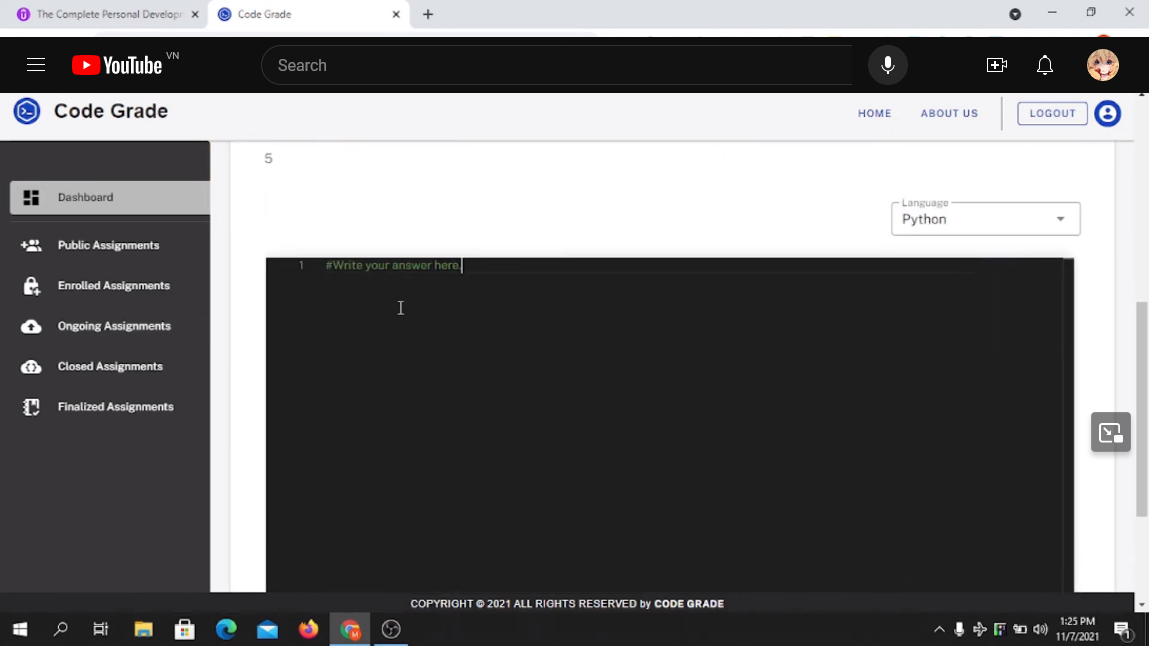 The Complete Personal Developm
Code Grade
YouTube VN
Search
Code Grade
HOME
ABOUT US
LOGOUT
5
Dashboard
Language
Python
Public Assignments
1 #Write your answer here.
Enrolled Assignments
Ongoing Assignments
Closed Assignments
Finalized Assignments
COPYRIGHT © 2021 ALL RIGHTS RESERVED by CODE GRADE
1:25 PM
11/7/2021
1